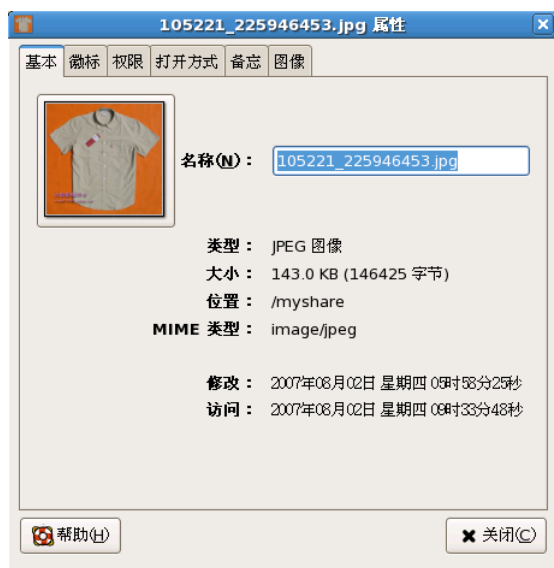 105221_225946453.jpg 属性
基本 徽标 权限 打开方式 备忘 图像
名称(N)： 105221_225946453.jpg
类型： JPEG 图像
大小： 143.0 KB (146425 字节)
位置： /myshare
MIME 类型： image/jpeg
修改： 2007年08月02日 星期四 05时58分25秒
访问： 2007年08月02日 星期四 09时33分48秒
帮助(H) 关闭(C)